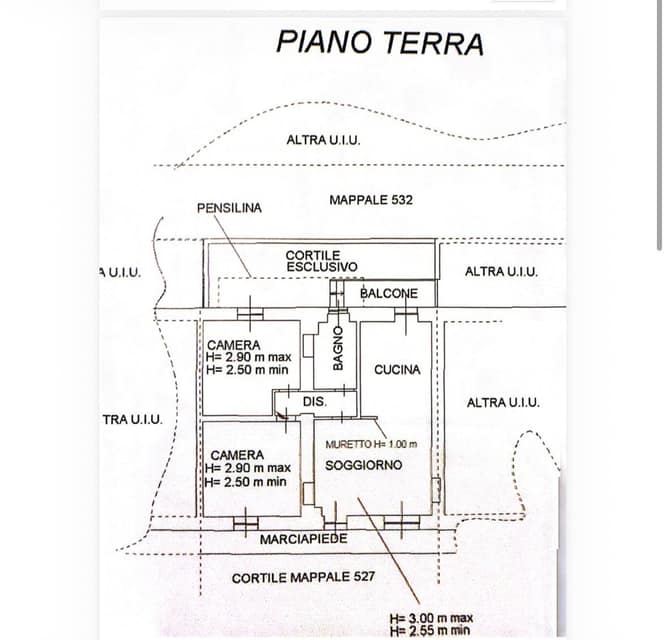 PIANO TERRA
ALTRA U.I.U.
MAPPALE 532
PENSILINA
CORTILE
ESCLUSIVO
A U.I.U.
ALTRA U.I.U.
BALCONE
BAGNO
CAMERA
H= 2.90 m max
H= 2.50 m min
CUCINA
DIS.
ALTRA U.I.U.
TRA U.I.U.
MURETTO H= 1.00 m
CAMERA
H= 2.90 m max
H= 2.50 m min
SOGGIORNO
MARCIAPIEDE
CORTILE MAPPALE 527
H= 3.00 m max
H= 2.55 m min